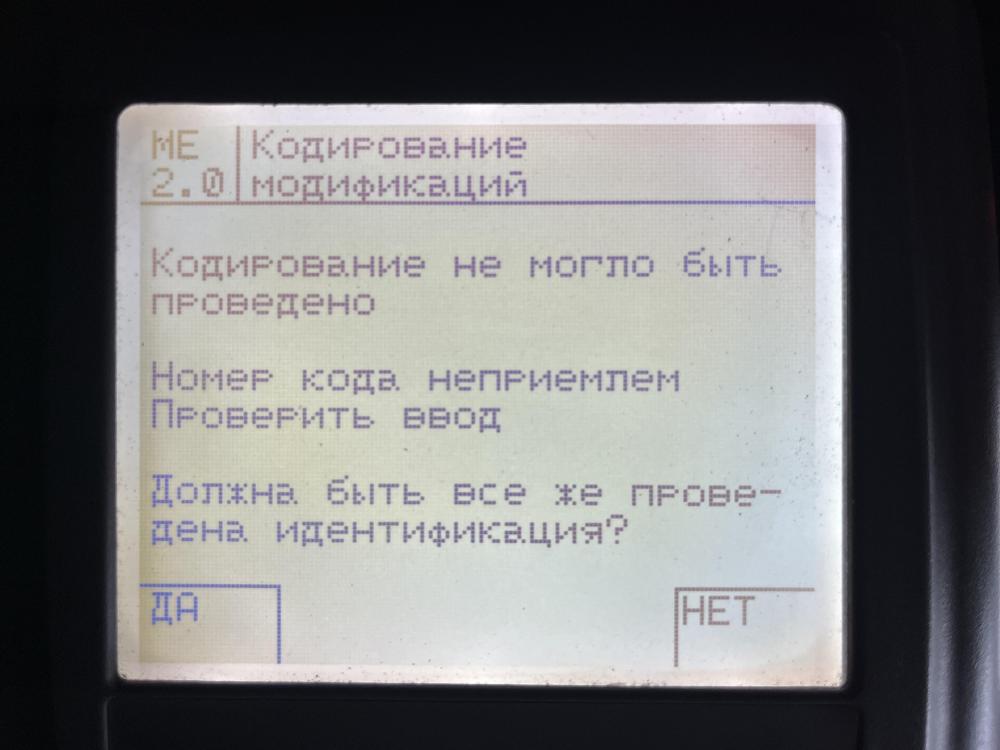 МЕ
2.0
Кодирование
модификаций
Кодирование не могло быть
проведено
Номер кода неприемлем
Проверить ввод
Должна быть все же прове-
дена идентификация?
ДА
НЕТ